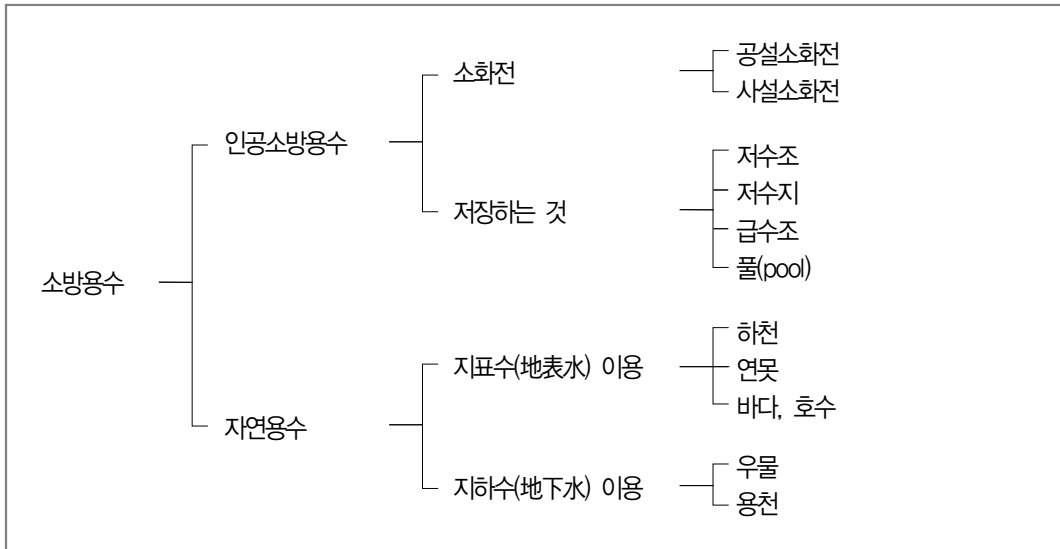 공설소화전
소화전
사설소화전
인공소방용수
저수조
저수지
저장하는 것
급수조
풀(pool)
소방용수
하천
지표수(地表水) 이용
연못
바다, 호수
자연용수
우물
지하수(地下水) 이용
용천